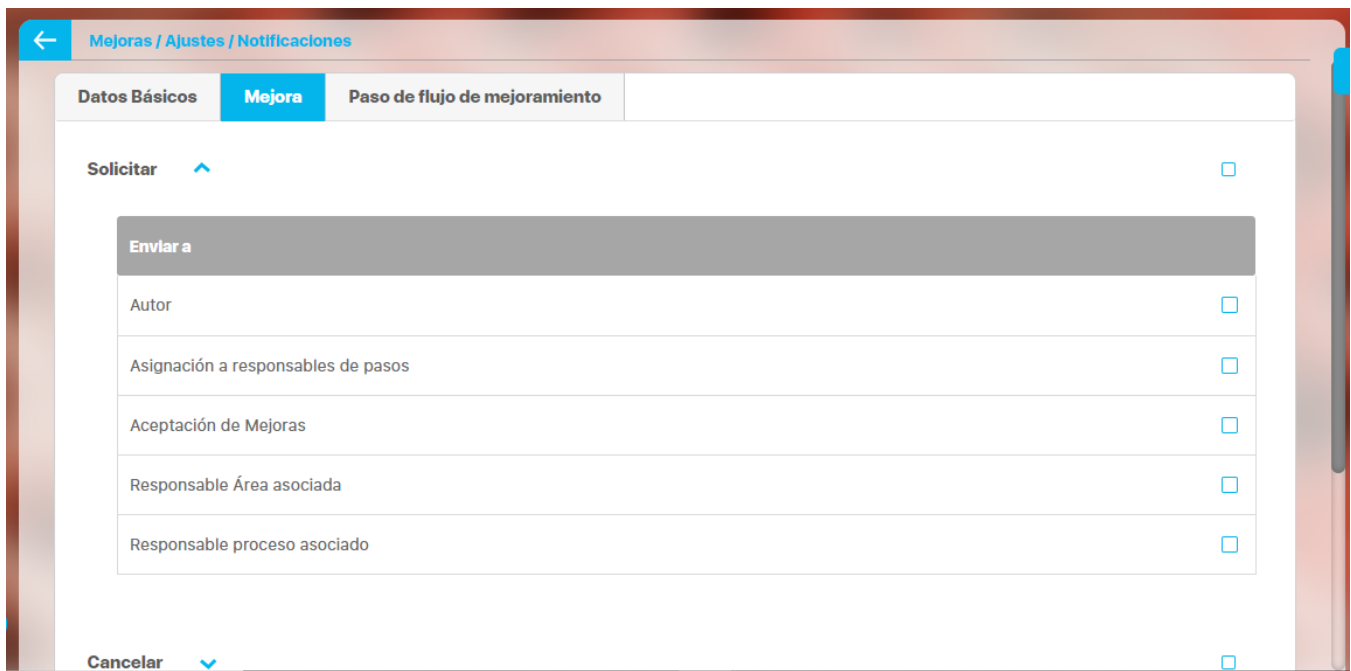 Mejoras / Ajustes / Notificaciones
Datos Básicos Mejora Paso de flujo de mejoramiento
Solicitar
Enviar a
Autor
Asignación a responsables de pasos
Aceptación de Mejoras
Responsable Área asociada
Responsable proceso asociado
Cancelar